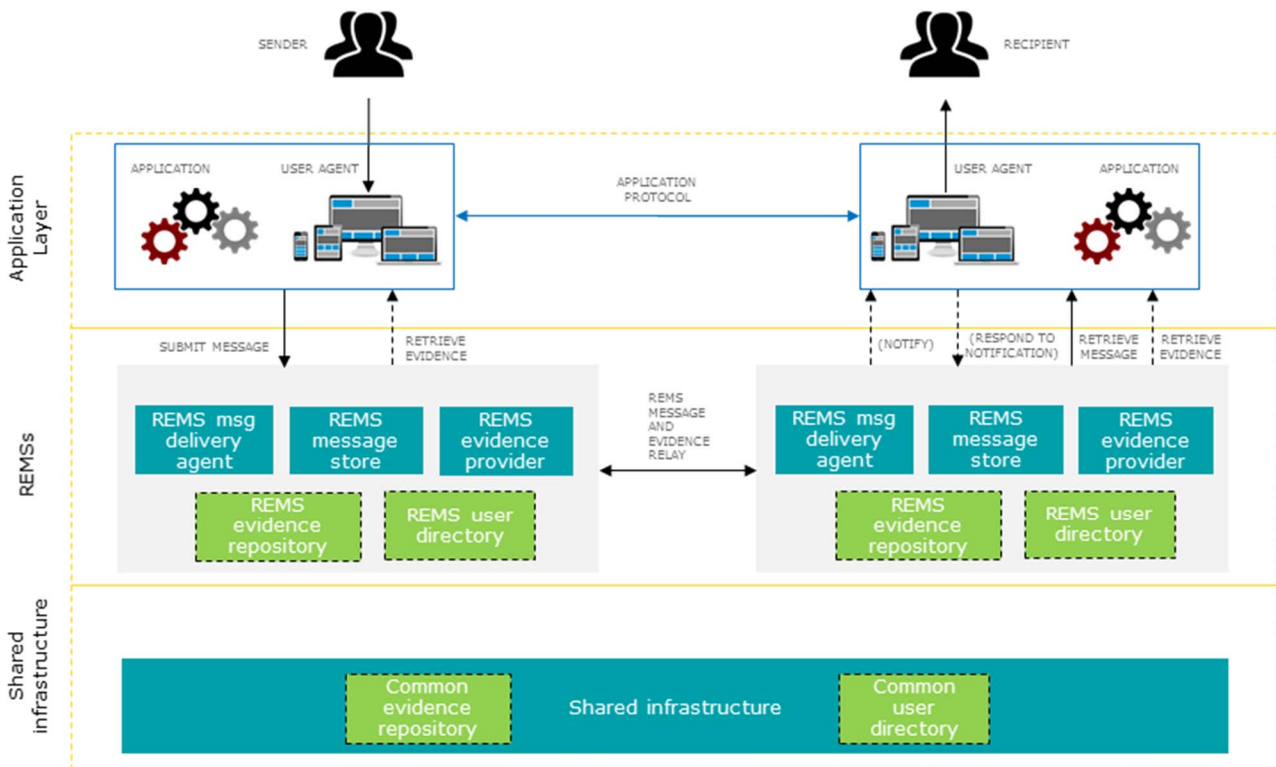 SENDER
RECIPIENT
Application
Layer
APPLICATION
USER AGENT
APPLICATION
PROTOCOL
USER AGENT
APPLICATION
SUBMIT MESSAGE
RETRIEVE
EVIDENCE
(NOTIFY)
(RESPOND TO
NOTIFICATION)
RETRIEVE
MESSAGE
RETRIEVE
EVIDENCE
REMSs
REMS msg
delivery
agent
REMS
message
store
REMS
evidence
provider
REMS
evidence
repository
REMS user
directory
REMS
MESSAGE
AND
EVIDENCE
RELAY
REMS msg
delivery
agent
REMS
message
store
REMS
evidence
provider
REMS
evidence
repository
REMS user
directory
Shared
infrastructure
Common
evidence
repository
Shared infrastructure
Common
user
directory